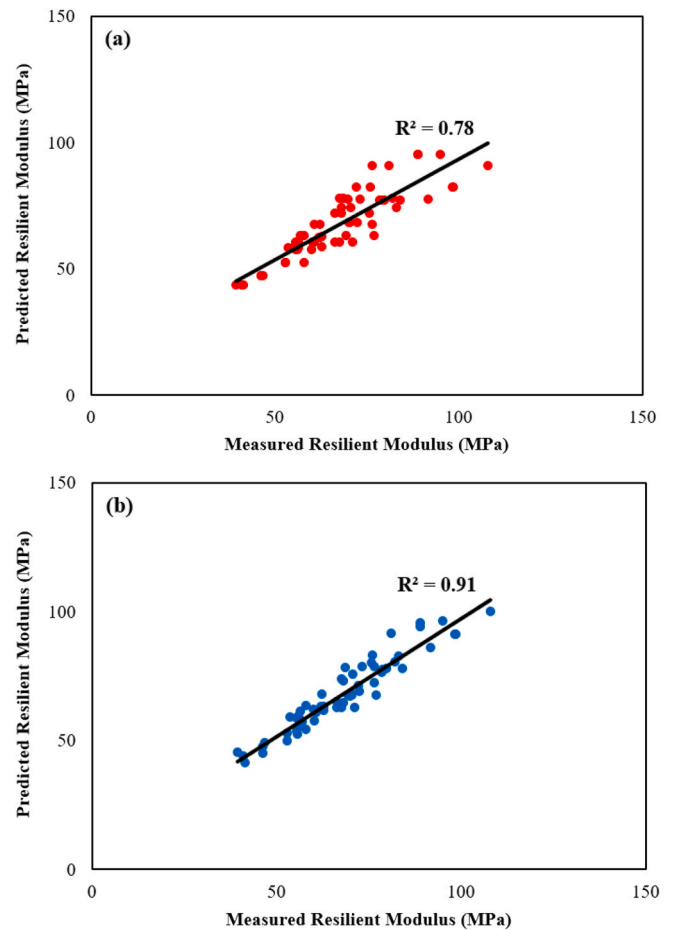 150
(a)
R² = 0.78
100
50
0
0 50 100 150
Predicted Resilient Modulus (MPa)
Measured Resilient Modulus (MPa)
150
(b)
R² = 0.91
100
50
0
0 50 100 150
Predicted Resilient Modulus (MPa)
Measured Resilient Modulus (MPa)